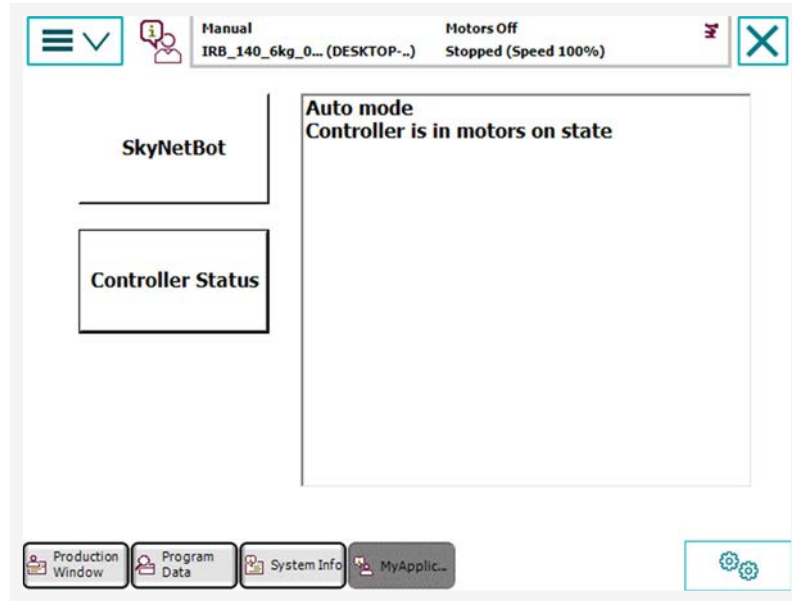 Manual
IRB_140_6kg_0... (DESKTOP-..)
Motors Off
Stopped (Speed 100%)
SkyNetBot
Controller Status
Auto mode
Controller is in motors on state
Production
Window
Program
Data
System Info
MyApplic...